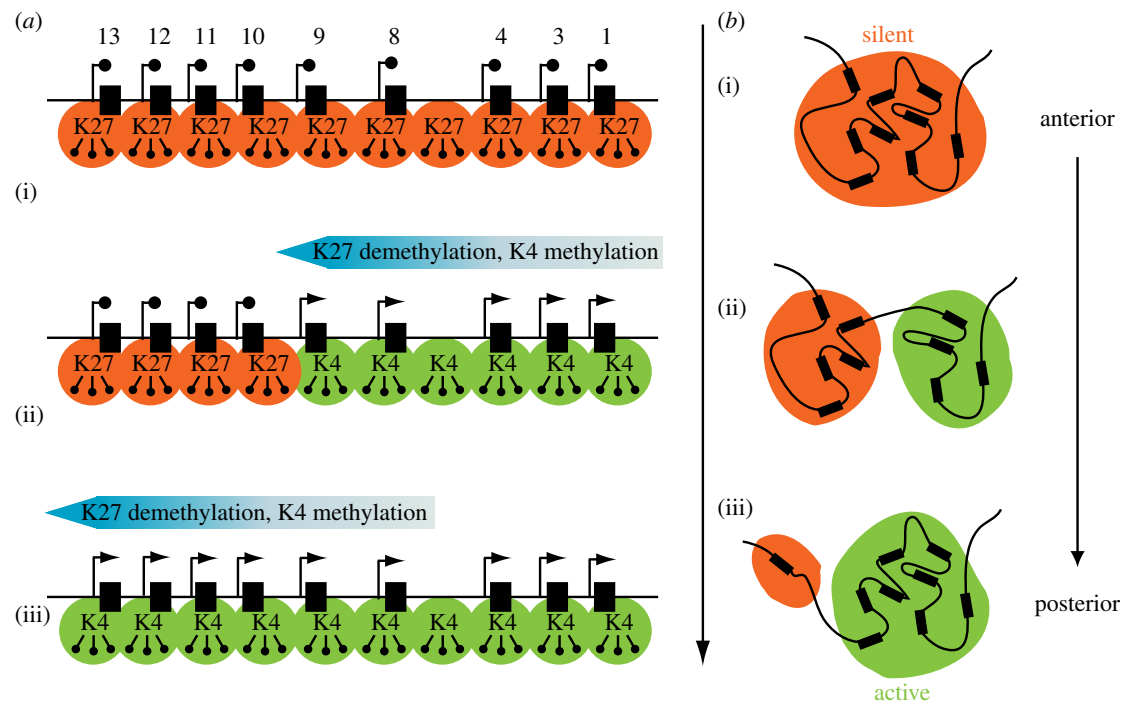 (a)
13 12 11 10 9 8 4 3 1
K27 K27 K27 K27 K27 K27 K27 K27 K27 K27
(i)
K27 demethylation, K4 methylation
K27 K27 K27 K27 K4 K4 K4 K4 K4 K4
(ii)
K27 demethylation, K4 methylation
(iii)
K4 K4 K4 K4 K4 K4 K4 K4 K4 K4
(b)
silent
(i)
anterior
(ii)
(iii)
posterior
active